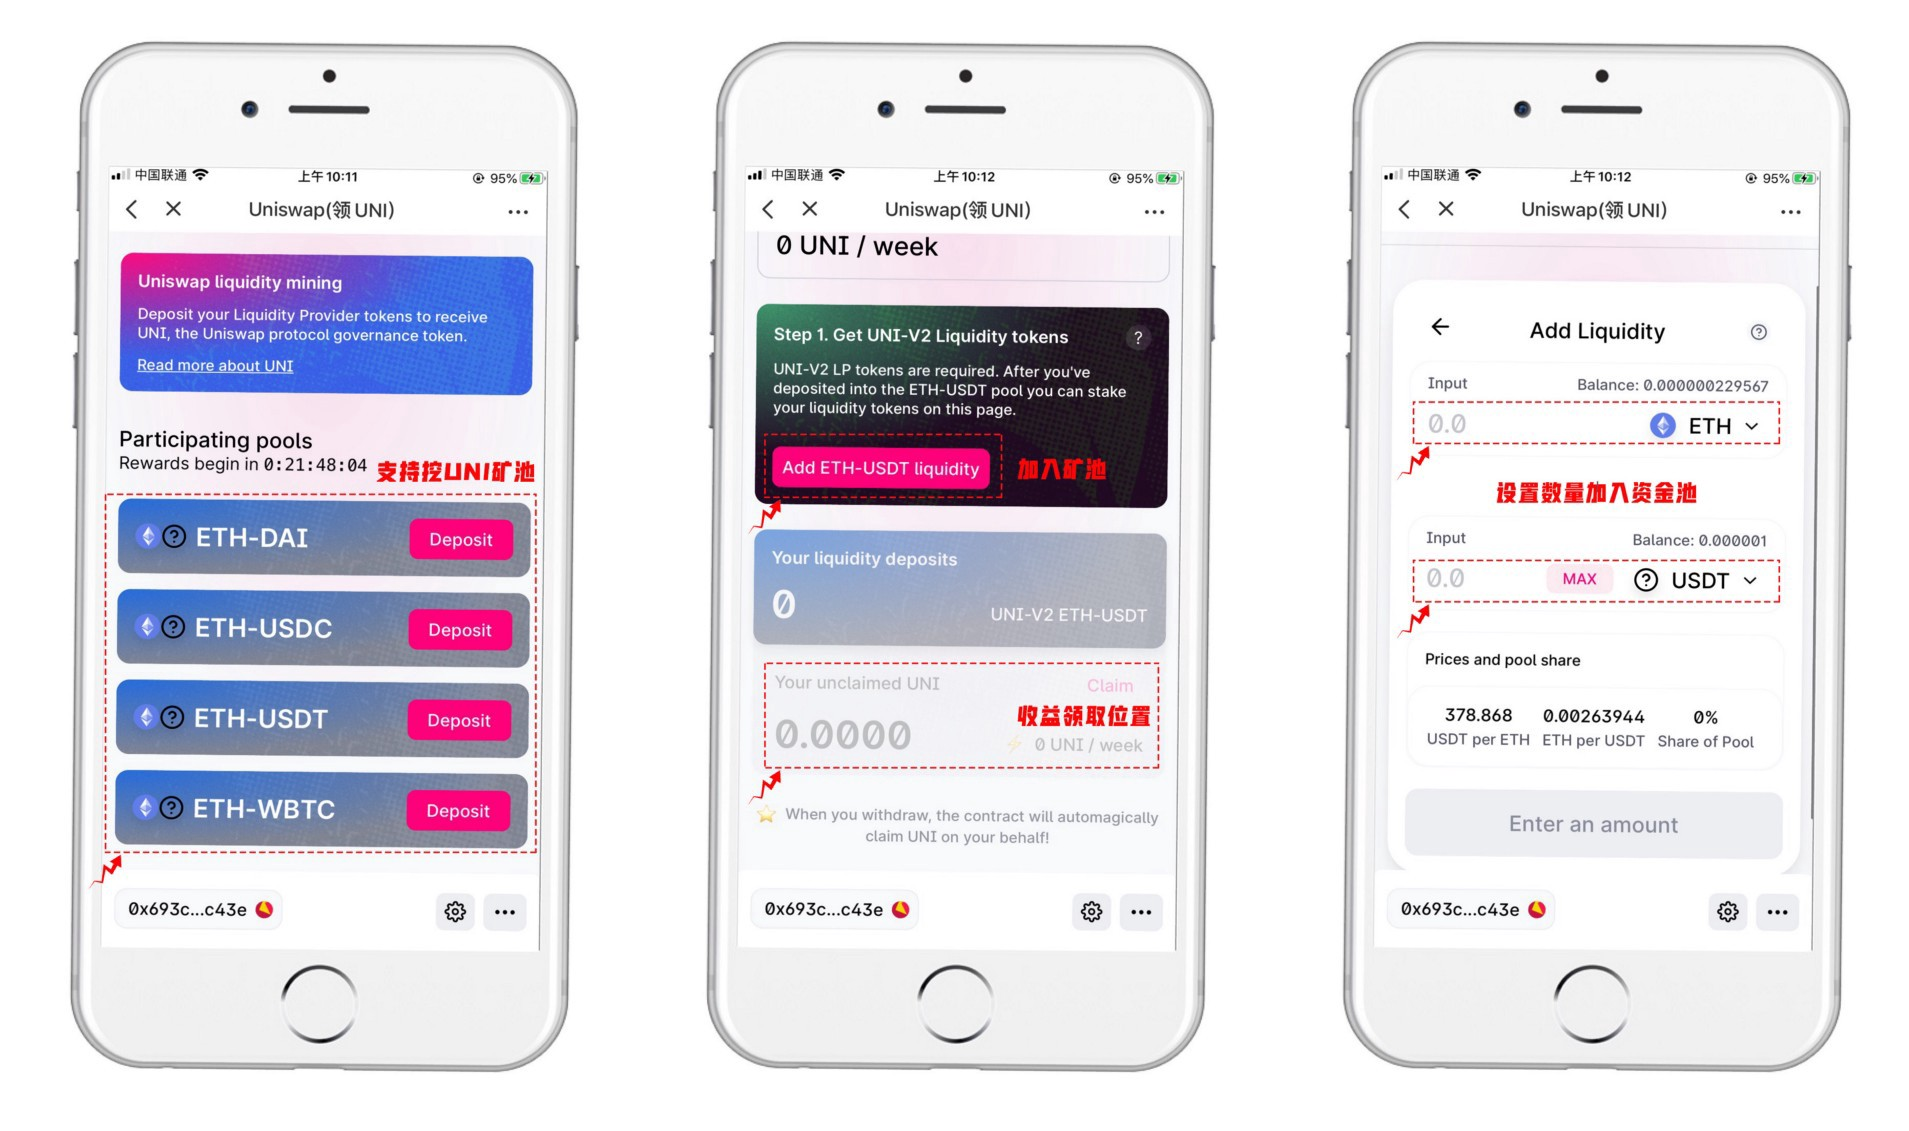 中国联通
上午10:11
95%
Uniswap(领 UNI)
Uniswap liquidity mining
Deposit your Liquidity Provider tokens to receive
UNI, the Uniswap protocol governance token.
Read more about UNI
Participating pools
Rewards begin in 0:21:48:04
支持挖UNI矿池
ETH-DAI
Deposit
ETH-USDC
Deposit
ETH-USDT
Deposit
ETH-WBTC
Deposit
0x693c...c43e
中国联通
上午10:12
95%
Uniswap(领 UNI)
0 UNI / week
Step 1. Get UNI-V2 Liquidity tokens
?
UNI-V2 LP tokens are required. After you've
deposited into the ETH-USDT pool you can stake
your liquidity tokens on this page.
Add ETH-USDT liquidity
加入矿池
Your liquidity deposits
0
UNI-V2 ETH-USDT
Your unclaimed UNI
Claim
收益领取位置
0.0000
0 UNI / week
When you withdraw, the contract will automagically
claim UNI on your behalf!
0x693c...c43e
中国联通
上午10:12
95%
Uniswap(领 UNI)
Add Liquidity
?
Input
Balance: 0.000000229567
0.0
ETH
设置数量加入资金池
Input
Balance: 0.000001
0.0
MAX
? USDT
Prices and pool share
378.868
0.00263944
0%
USDT per ETH
ETH per USDT
Share of Pool
Enter an amount
0x693c...c43e